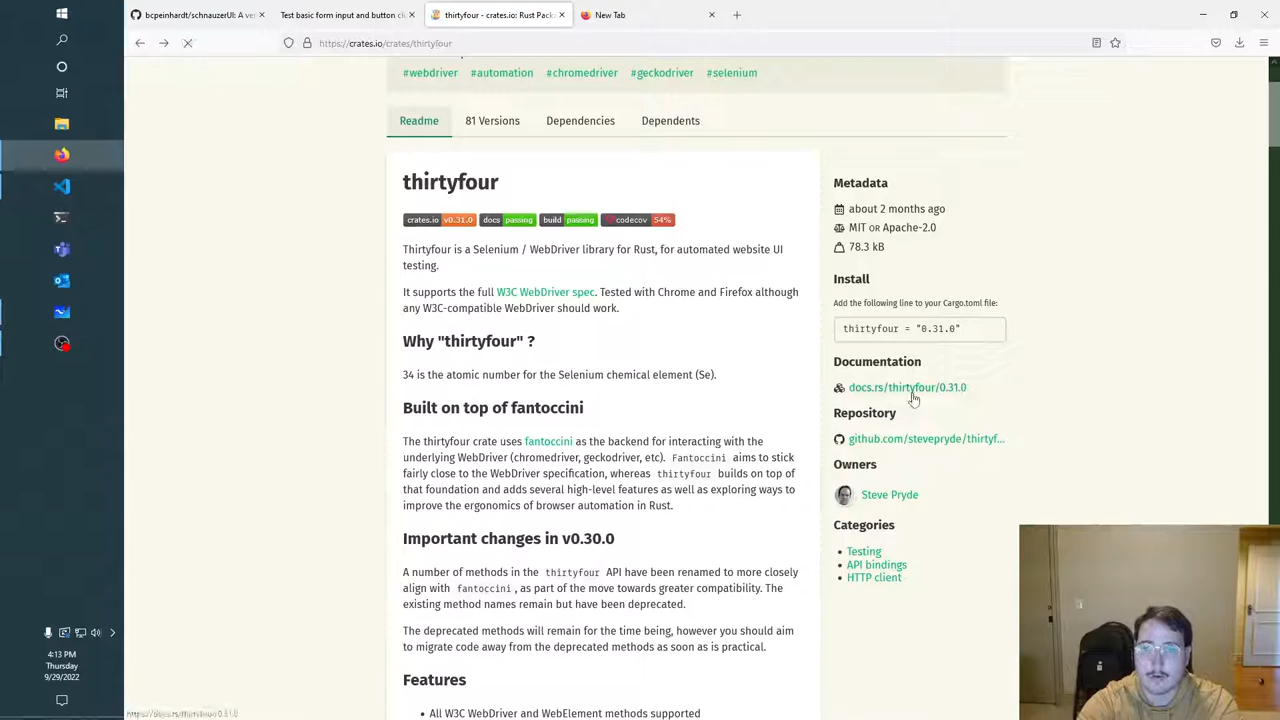 bcpeinhardt/schnauzerUI: A ve
Test basic form input and button cl
thirtyfour - crates.io: Rust Pack
New Tab
https://crates.io/crates/thirtyfour
#webdriver #automation #chromedriver #geckodriver #selenium
Readme 81 Versions Dependencies Dependents
thirtyfour
crates.io v0.31.0 docs passing build passing codecov 54%
Thirtyfour is a Selenium / WebDriver library for Rust, for automated website UI
testing.
It supports the full W3C WebDriver spec. Tested with Chrome and Firefox although
any W3C-compatible WebDriver should work.
Why "thirtyfour" ?
34 is the atomic number for the Selenium chemical element (Se).
Built on top of fantoccini
The thirtyfour crate uses fantoccini as the backend for interacting with the
underlying WebDriver (chromedriver, geckodriver, etc). Fantoccini aims to stick
fairly close to the WebDriver specification, whereas thirtyfour builds on top of
that foundation and adds several high-level features as well as exploring ways to
improve the ergonomics of browser automation in Rust.
Important changes in v0.30.0
A number of methods in the thirtyfour API have been renamed to more closely
align with fantoccini, as part of the move towards greater compatibility. The
existing method names remain but have been deprecated.
The deprecated methods will remain for the time being, however you should aim
to migrate code away from the deprecated methods as soon as is practical.
Features
• All W3C WebDriver and WebElement methods supported
Metadata
about 2 months ago
MIT OR Apache-2.0
78.3 kB
Install
Add the following line to your Cargo.toml file:
thirtyfour = "0.31.0"
Documentation
docs.rs/thirtyfour/0.31.0
Repository
github.com/stevepryde/thirtyf...
Owners
Steve Pryde
Categories
• Testing
• API bindings
• HTTP client
4:13 PM
Thursday
9/29/2022